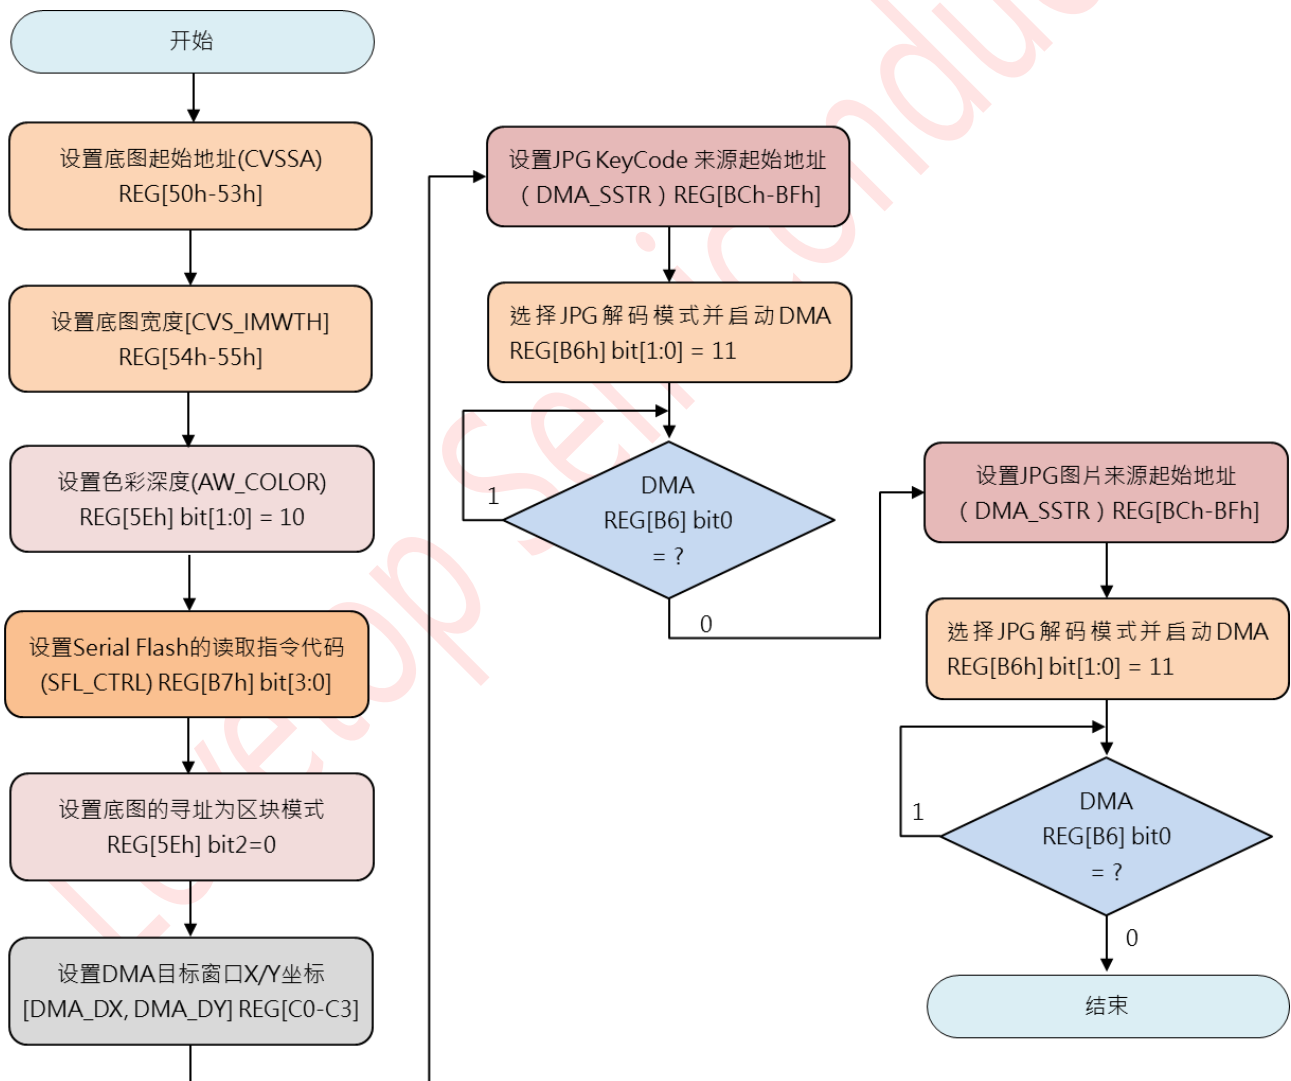 开始
设置底图起始地址(CVSSA)
REG[50h-53h]
设置底图宽度[CVS_IMWTH]
REG[54h-55h]
设置色彩深度(AW_COLOR)
REG[5Eh] bit[1:0] = 10
设置Serial Flash的读取指令代码
(SFL_CTRL) REG[B7h] bit[3:0]
设置底图的寻址为区块模式
REG[5Eh] bit2=0
设置DMA目标窗口X/Y坐标
[DMA_DX, DMA_DY] REG[C0-C3]
设置JPG KeyCode 来源起始地址
（DMA_SSTR）REG[BCh-BFh]
选择JPG解码模式并启动DMA
REG[B6h] bit[1:0] = 11
DMA
REG[B6] bit0
= ?
1
0
设置JPG图片来源起始地址
（DMA_SSTR）REG[BCh-BFh]
选择JPG解码模式并启动DMA
REG[B6h] bit[1:0] = 11
DMA
REG[B6] bit0
= ?
1
0
结束